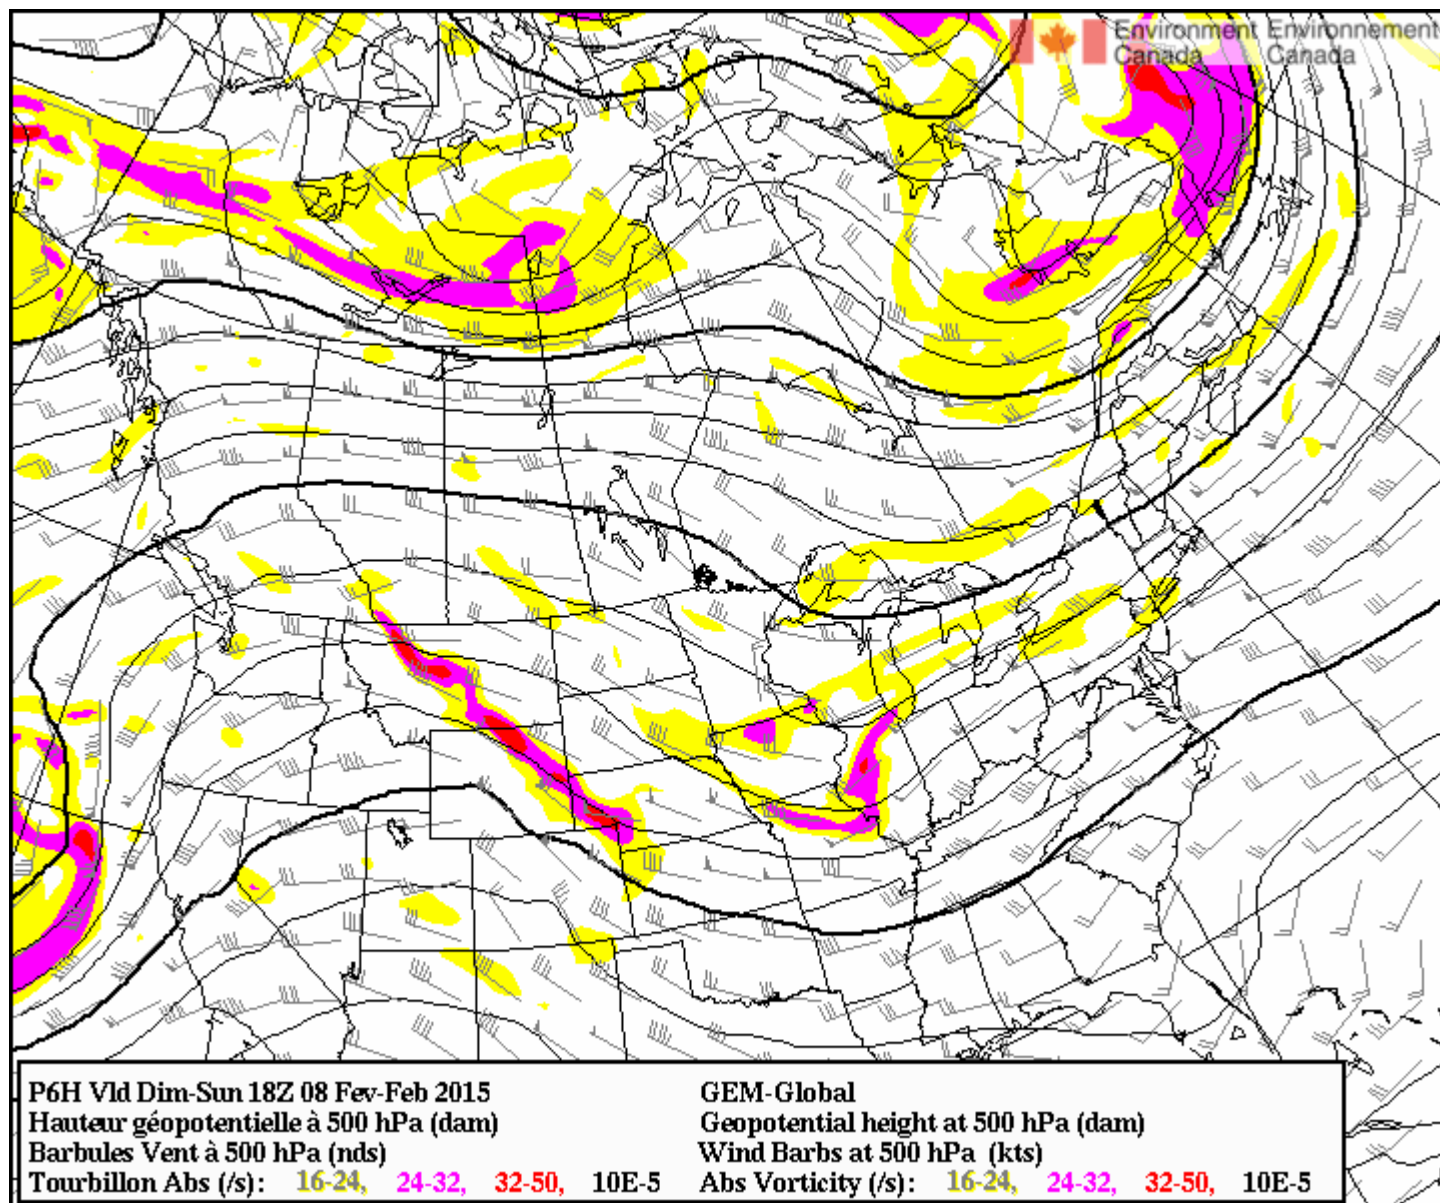 Environment Environnement
Canada Canada
P6H Vld Dim-Sun 18Z 08 Fev-Feb 2015 GEM-Global
Hauteur géopotentielle à 500 hPa (dam) Geopotential height at 500 hPa (dam)
Barbules Vent à 500 hPa (nds) Wind Barbs at 500 hPa (kts)
Tourbillon Abs (/s): 16-24, 24-32, 32-50, 10E-5 Abs Vorticity (/s): 16-24, 24-32, 32-50, 10E-5